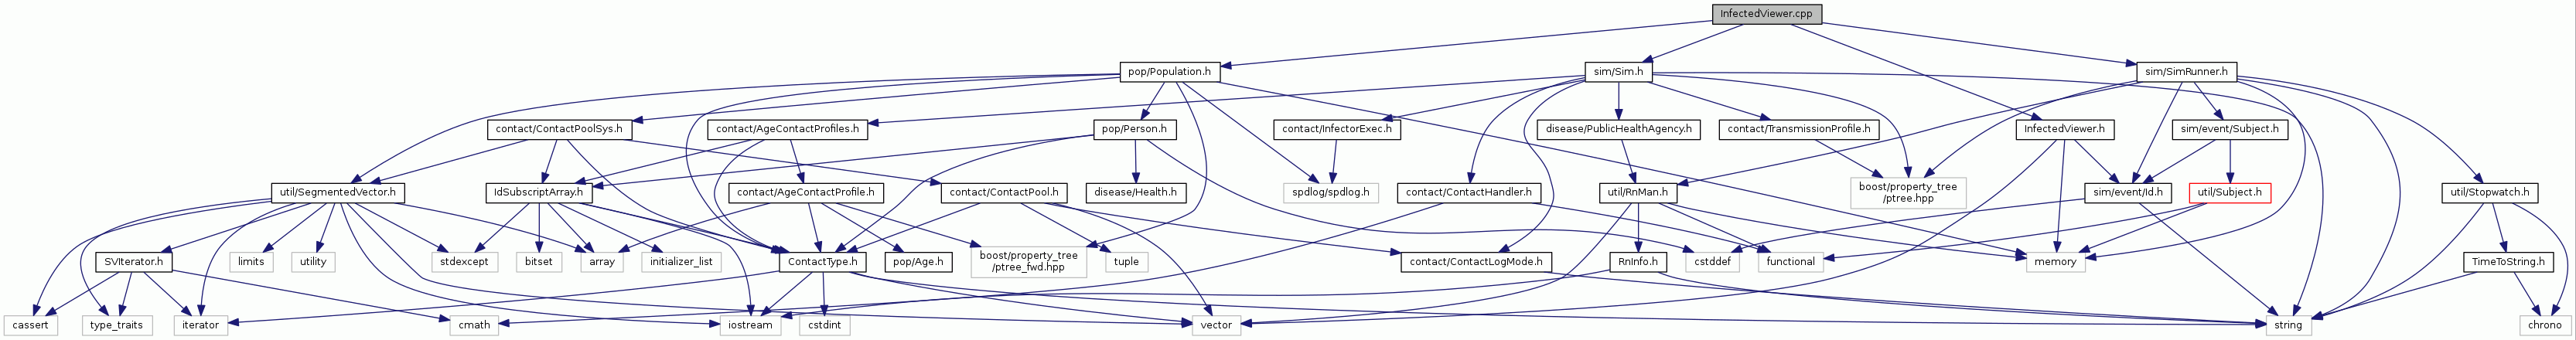 InfectedViewer.cpp
pop/Population.h
sim/Sim.h
sim/SimRunner.h
contact/ContactPoolSys.h
contact/AgeContactProfiles.h
pop/Person.h
contact/InfectorExec.h
disease/PublicHealthAgency.h
contact/TransmissionProfile.h
InfectedViewer.h
sim/event/Subject.h
util/SegmentedVector.h
IdSubscriptArray.h
contact/AgeContactProfile.h
contact/ContactPool.h
disease/Health.h
spdlog/spdlog.h
contact/ContactHandler.h
util/RnMan.h
boost/property_tree
/ptree.hpp
sim/event/Id.h
util/Subject.h
util/Stopwatch.h
SVIterator.h
limits
utility
stdexcept
bitset
array
initializer_list
ContactType.h
pop/Age.h
boost/property_tree
/ptree_fwd.hpp
tuple
contact/ContactLogMode.h
RnInfo.h
cstddef
functional
memory
TimeToString.h
cassert
type_traits
iterator
cmath
iostream
cstdint
vector
string
chrono